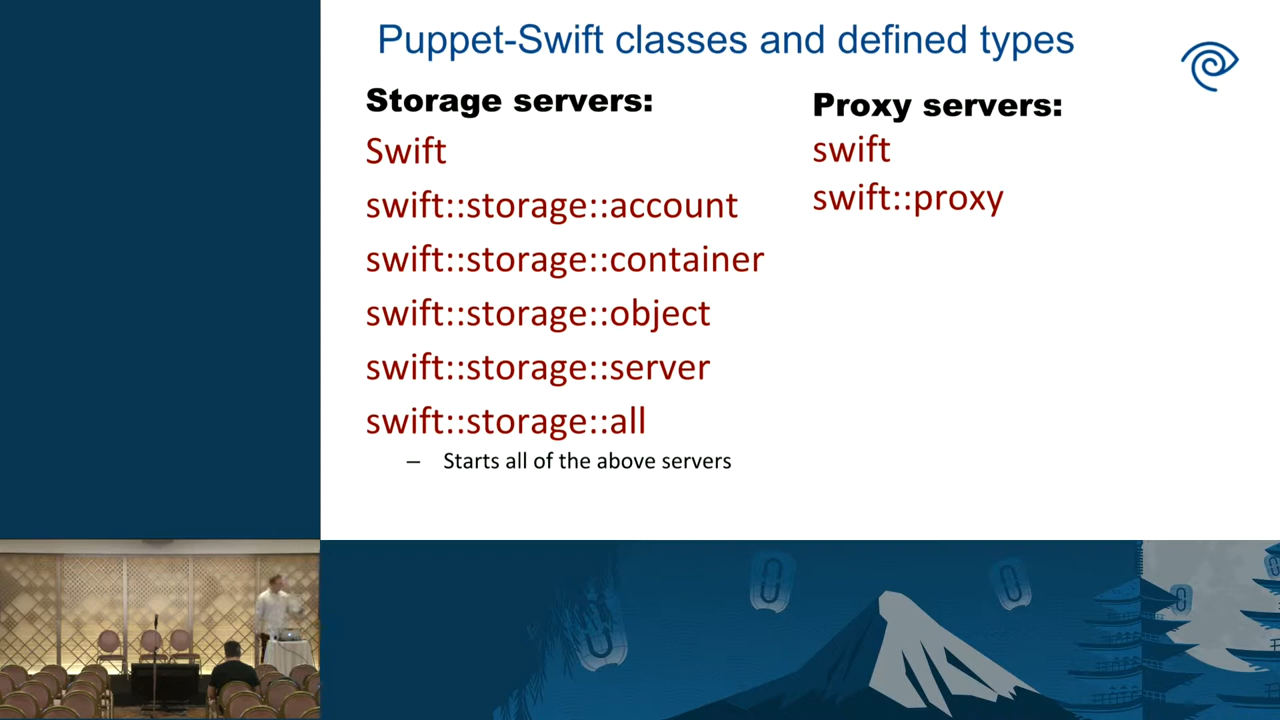 Puppet-Swift classes and defined types
Storage servers:
Swift
swift::storage::account
swift::storage::container
swift::storage::object
swift::storage::server
swift::storage::all
– Starts all of the above servers
Proxy servers:
swift
swift::proxy